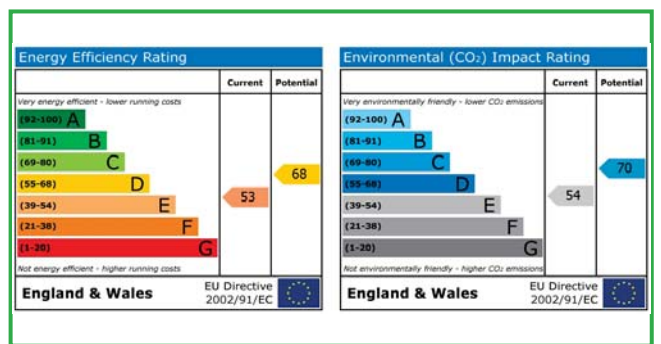 Energy Efficiency Rating
Current Potential
Very energy efficient - lower running costs
(92-100) A
(81-91) B
(69-80) C
(55-68) D
(39-54) E
(21-38) F
(1-20) G
68
53
Not energy efficient - higher running costs
England & Wales
EU Directive
2002/91/EC
Environmental (CO₂) Impact Rating
Current Potential
Very environmentally friendly - lower CO₂ emissions
(92-100) A
(81-91) B
(69-80) C
(55-68) D
(39-54) E
(21-38) F
(1-20) G
70
54
Not environmentally friendly - higher CO₂ emissions
England & Wales
EU Directive
2002/91/EC